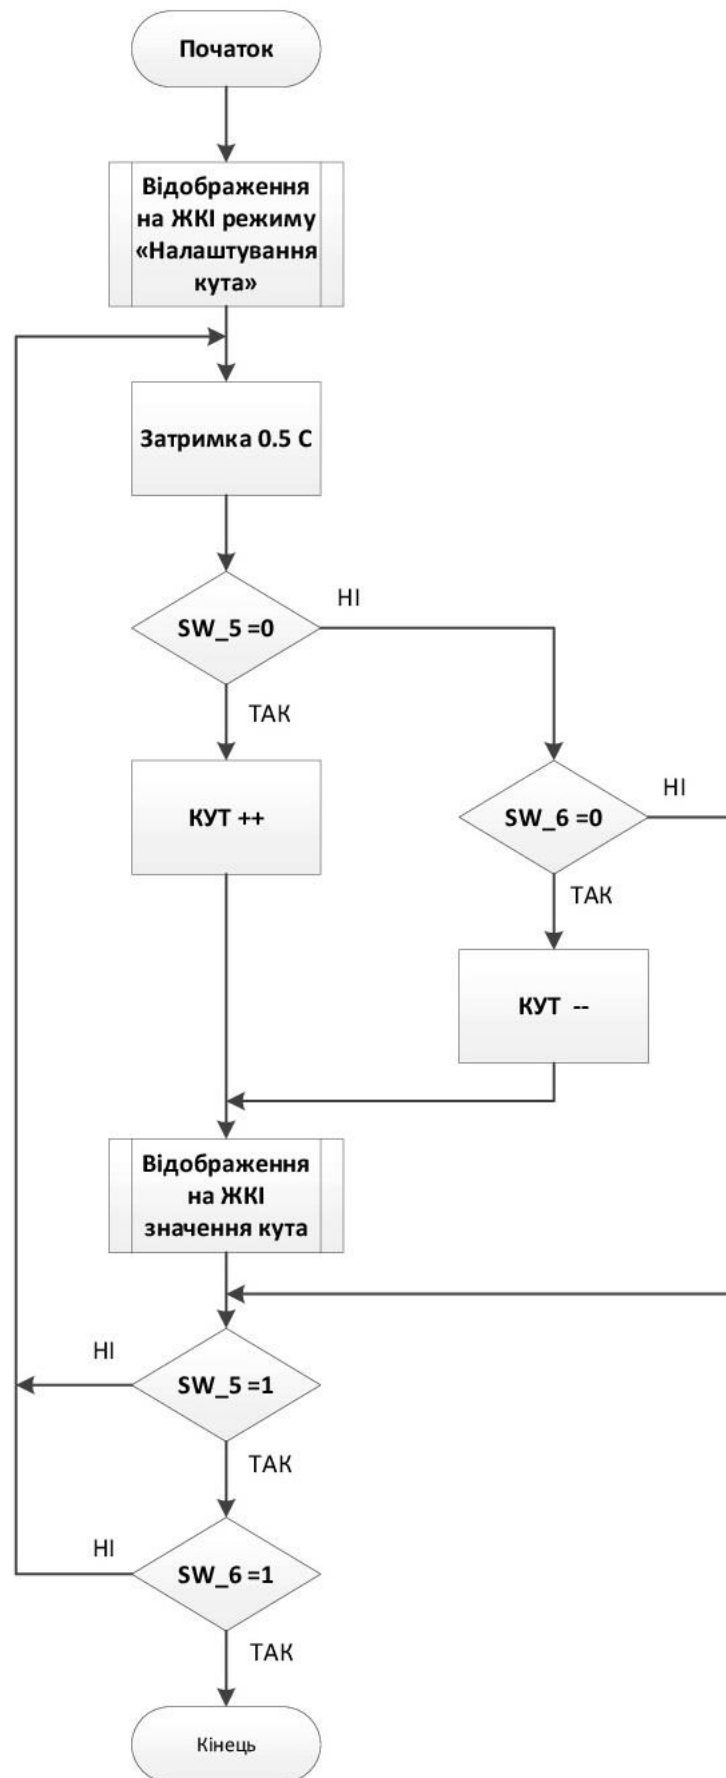 Початок
Відображення
на ЖКІ режиму
«Налаштування
кута»
Затримка 0.5 С
SW_5 =0
НІ
ТАК
КУТ ++
SW_6 =0
НІ
ТАК
КУТ --
Відображення
на ЖКІ
значення кута
НІ
SW_5 =1
ТАК
НІ
SW_6 =1
ТАК
Кінець